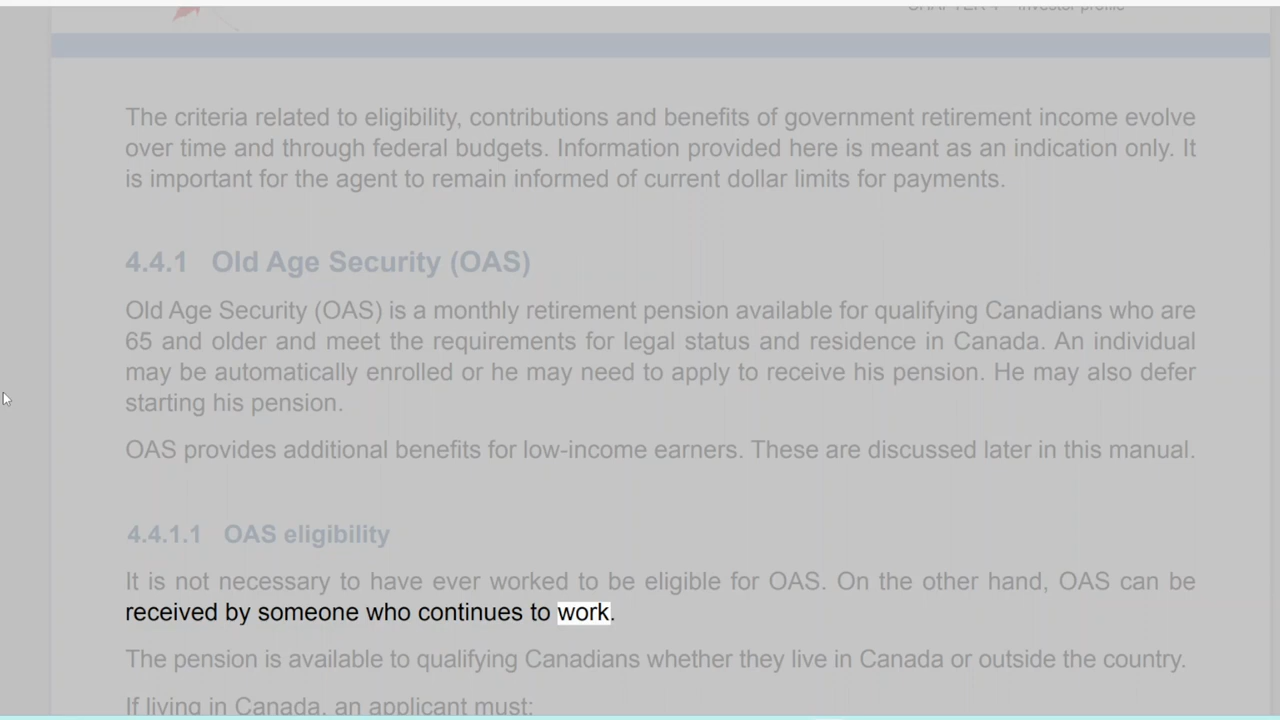 CHAPTER 4 – Investor profile
The criteria related to eligibility, contributions and benefits of government retirement income evolve
over time and through federal budgets. Information provided here is meant as an indication only. It
is important for the agent to remain informed of current dollar limits for payments.
4.4.1 Old Age Security (OAS)
Old Age Security (OAS) is a monthly retirement pension available for qualifying Canadians who are
65 and older and meet the requirements for legal status and residence in Canada. An individual
may be automatically enrolled or he may need to apply to receive his pension. He may also defer
starting his pension.
OAS provides additional benefits for low-income earners. These are discussed later in this manual.
4.4.1.1 OAS eligibility
It is not necessary to have ever worked to be eligible for OAS. On the other hand, OAS can be
received by someone who continues to work.
The pension is available to qualifying Canadians whether they live in Canada or outside the country.
If living in Canada, an applicant must: